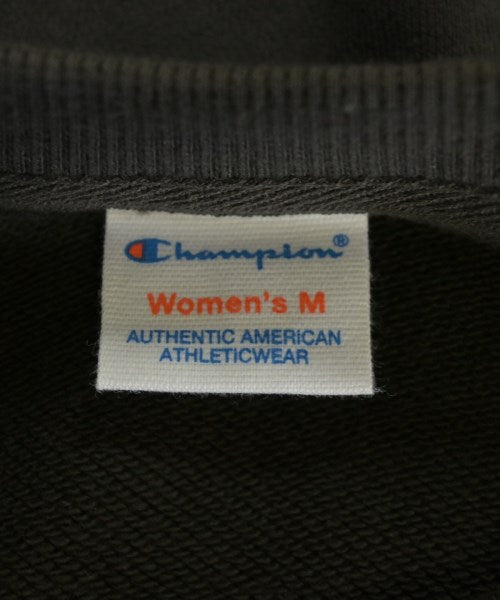 Champion®
Women's M
AUTHENTIC AMERICAN
ATHLETICWEAR